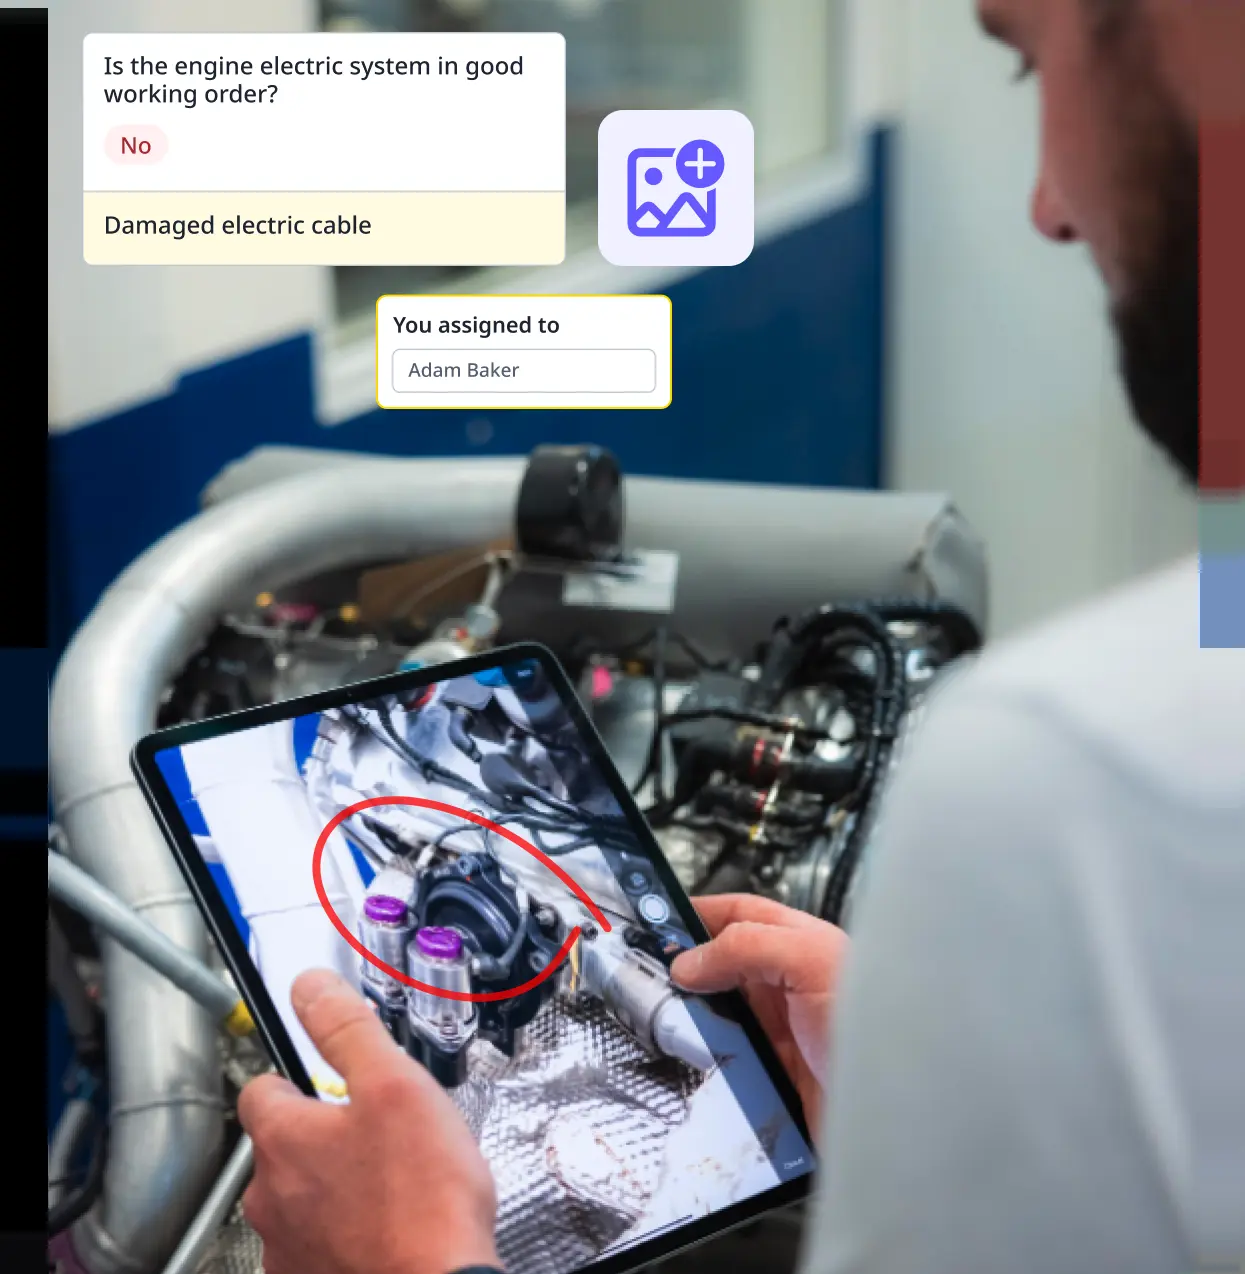 Is the engine electric system in good
working order?
No
Damaged electric cable
You assigned to
Adam Baker